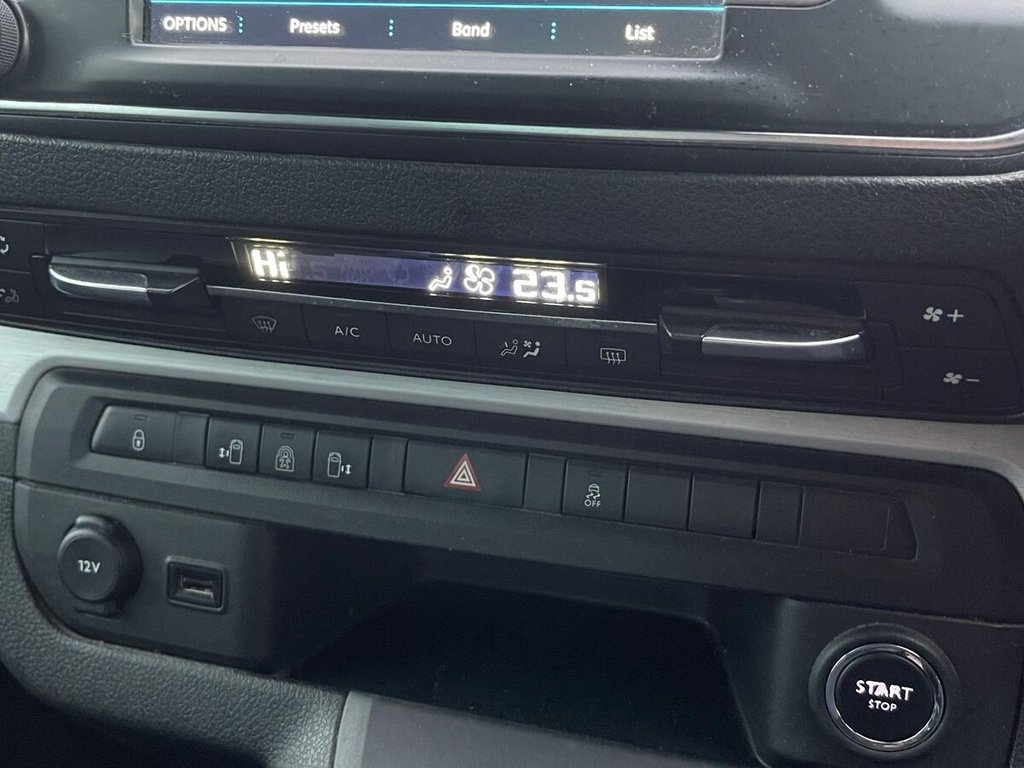 OPTIONS Presets Band List
Hi 23.5
A/C AUTO
+
−
OFF
12V
START
STOP